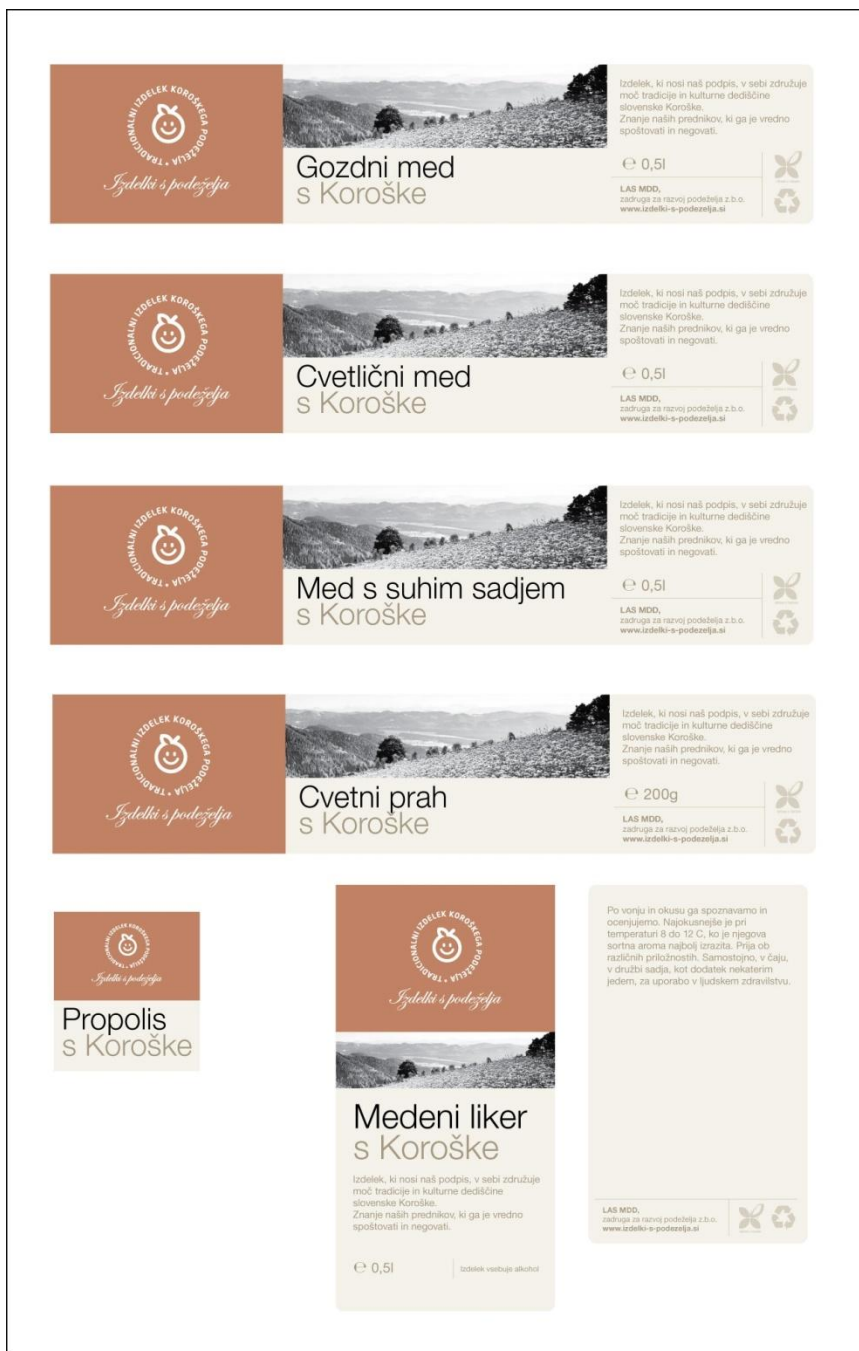 TRADICIONALNI IZDELEK KOROŠKEGA PODEŽELJA
Izdelki s podeželja
Gozdni med
s Koroške
Izdelek, ki nosi naš podpis, v sebi združuje
moč tradicije in kulturne dediščine
slovenske Koroške.
Znanje naših prednikov, ki ga je vredno
spoštovati in negovati.
℮ 0,5l
LAS MDD,
zadruga za razvoj podeželja z.b.o.
www.izdelki-s-podezelja.si
TRADICIONALNI IZDELEK KOROŠKEGA PODEŽELJA
Izdelki s podeželja
Cvetlični med
s Koroške
Izdelek, ki nosi naš podpis, v sebi združuje
moč tradicije in kulturne dediščine
slovenske Koroške.
Znanje naših prednikov, ki ga je vredno
spoštovati in negovati.
℮ 0,5l
LAS MDD,
zadruga za razvoj podeželja z.b.o.
www.izdelki-s-podezelja.si
TRADICIONALNI IZDELEK KOROŠKEGA PODEŽELJA
Izdelki s podeželja
Med s suhim sadjem
s Koroške
Izdelek, ki nosi naš podpis, v sebi združuje
moč tradicije in kulturne dediščine
slovenske Koroške.
Znanje naših prednikov, ki ga je vredno
spoštovati in negovati.
℮ 0,5l
LAS MDD,
zadruga za razvoj podeželja z.b.o.
www.izdelki-s-podezelja.si
TRADICIONALNI IZDELEK KOROŠKEGA PODEŽELJA
Izdelki s podeželja
Cvetni prah
s Koroške
Izdelek, ki nosi naš podpis, v sebi združuje
moč tradicije in kulturne dediščine
slovenske Koroške.
Znanje naših prednikov, ki ga je vredno
spoštovati in negovati.
℮ 200g
LAS MDD,
zadruga za razvoj podeželja z.b.o.
www.izdelki-s-podezelja.si
TRADICIONALNI IZDELEK KOROŠKEGA PODEŽELJA
Izdelki s podeželja
Propolis
s Koroške
TRADICIONALNI IZDELEK KOROŠKEGA PODEŽELJA
Izdelki s podeželja
Medeni liker
s Koroške
Izdelek, ki nosi naš podpis, v sebi združuje
moč tradicije in kulturne dediščine
slovenske Koroške.
Znanje naših prednikov, ki ga je vredno
spoštovati in negovati.
℮ 0,5l
Izdelek vsebuje alkohol
Po vonju in okusu ga spoznavamo in
ocenjujemo. Najokusnejše je pri
temperaturi 8 do 12 C, ko je njegova
sortna aroma najbolj izrazita. Prija ob
različnih priložnostih. Samostojno, v čaju,
v družbi sadja, kot dodatek nekaterim
jedem, za uporabo v ljudskem zdravilstvu.
LAS MDD,
zadruga za razvoj podeželja z.b.o.
www.izdelki-s-podezelja.si